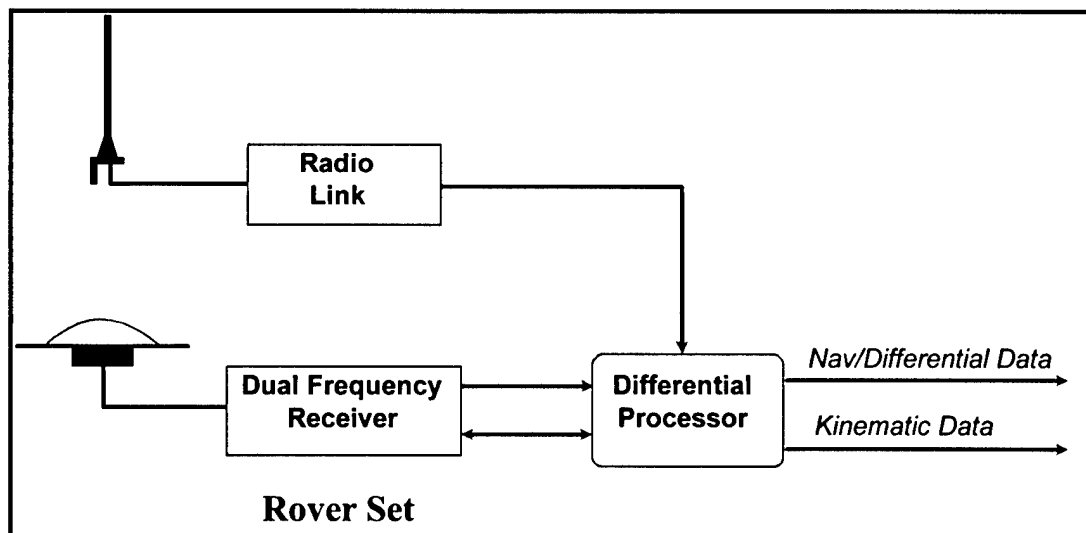 Radio
Link
Dual Frequency
Receiver
Differential
Processor
Nav/Differential Data
Kinematic Data
Rover Set